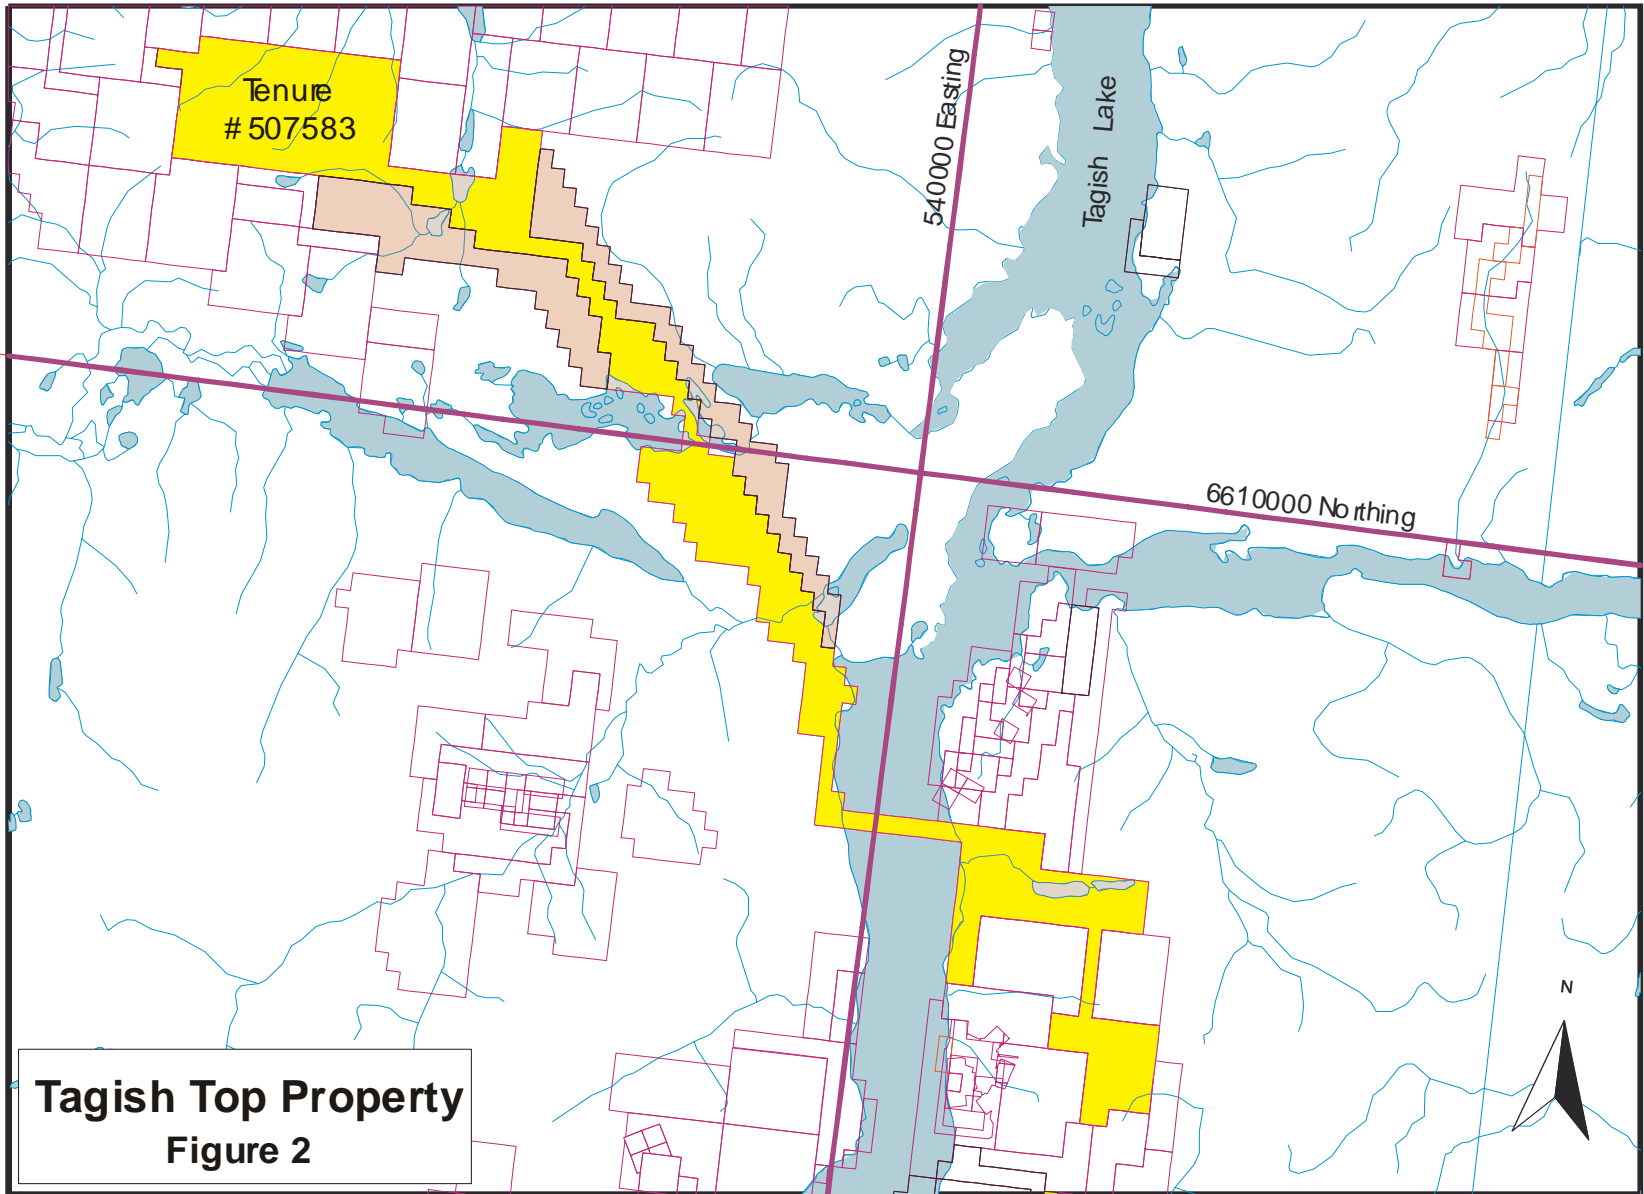 Tenure
# 507583
540000 Easting
Tagish Lake
6610000 Northing
N
Tagish Top Property
Figure 2